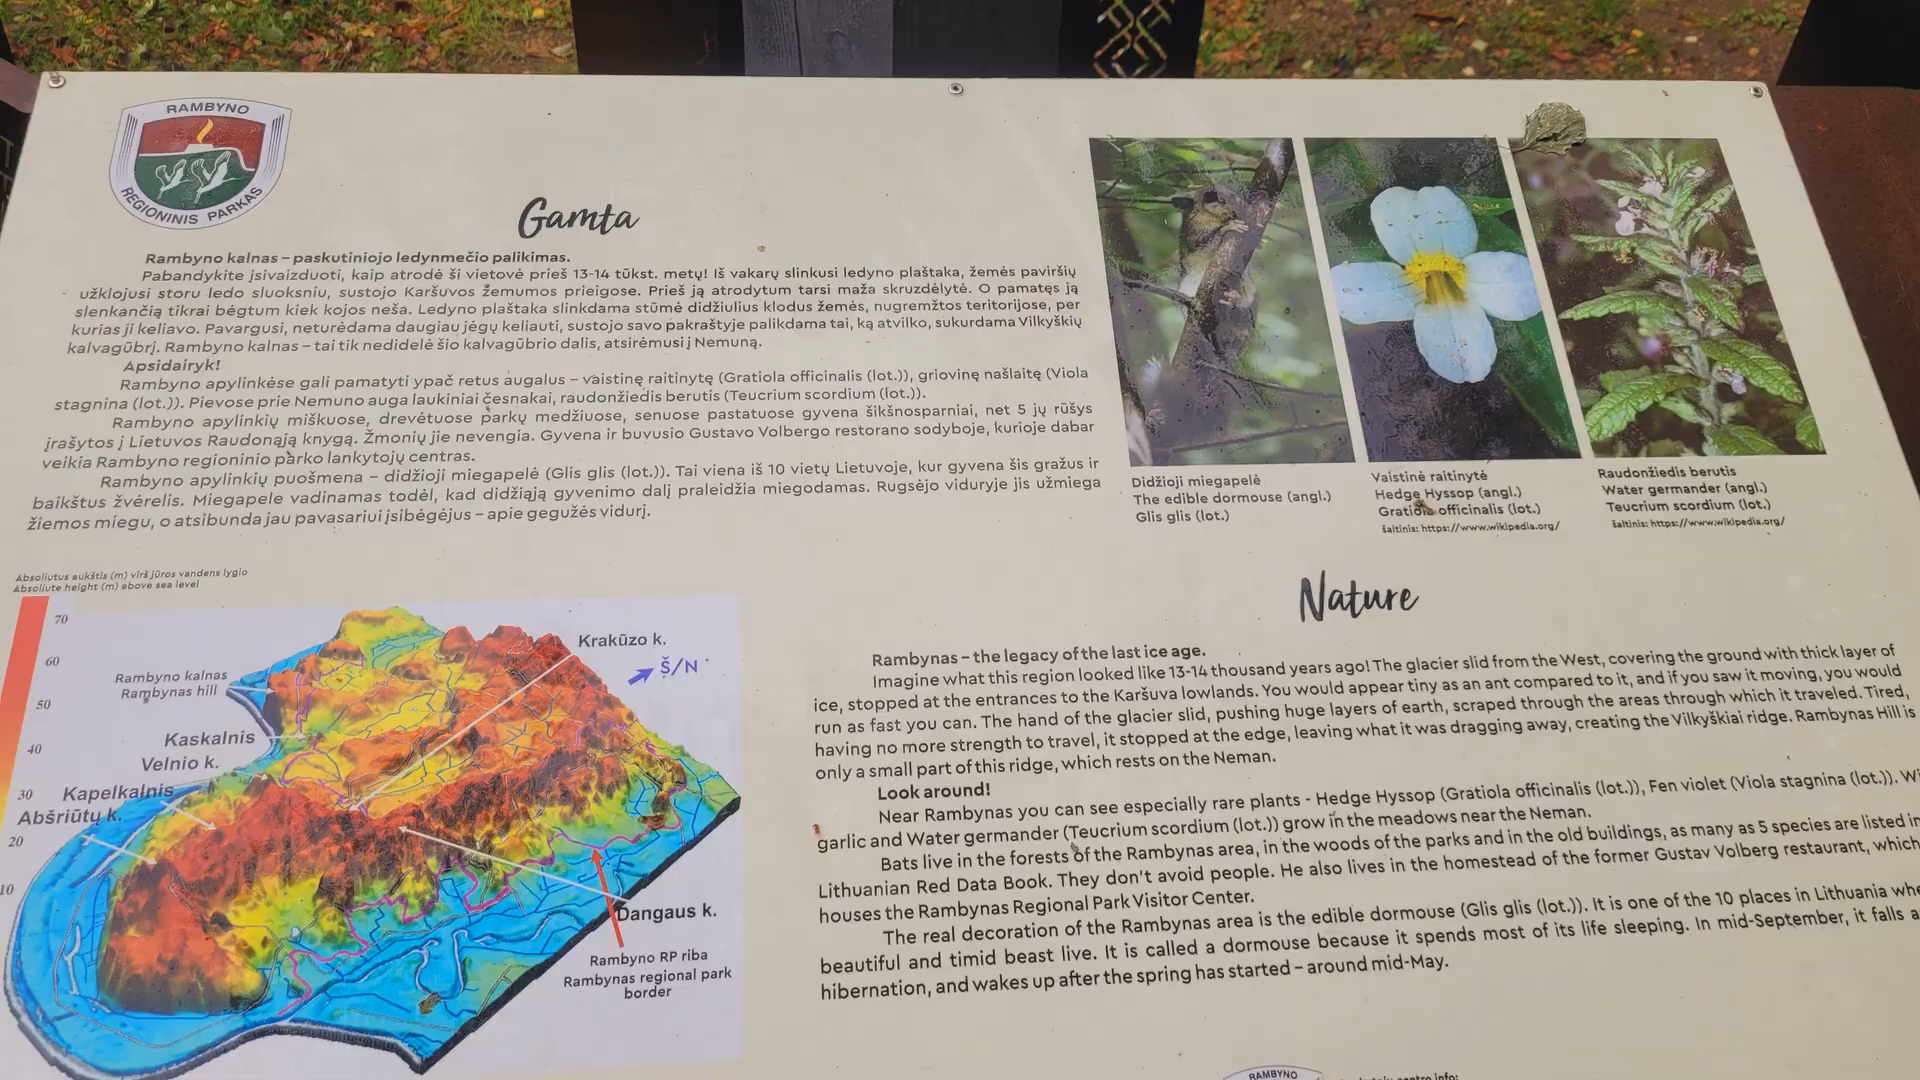 RAMBYNO
REGIONINIS PARKAS
Gamta
Rambyno kalnas – paskutiniojo ledynmečio palikimas.
Pabandykite įsivaizduoti, kaip atrodė ši vietovė prieš 13-14 tūkst. metų! Iš vakarų slinkusi ledyno plaštaka, žemės paviršių
užklojusi storu ledo sluoksniu, sustojo Karšuvos žemumos prieigose. Prieš ją atrodytum tarsi maža skruzdėlytė. O pamatęs ją
slenkančią tikrai bėgtum kiek kojos neša. Ledyno plaštaka slinkdama stūmė didžiulius klodus žemės, nugremžtos teritorijose, per
kurias ji keliavo. Pavargusi, neturėdama daugiau jėgų keliauti, sustojo savo pakraštyje palikdama tai, ką atvilko, sukurdama Vilkyškių
kalvagūbrį. Rambyno kalnas – tai tik nedidelė šio kalvagūbrio dalis, atsirėmusi į Nemuną.
Apsidairyk!
Rambyno apylinkėse gali pamatyti ypač retus augalus – vaistinę raitinytę (Gratiola officinalis (lot.)), griovinę našlaitę (Viola
stagnina (lot.)). Pievose prie Nemuno auga laukiniai česnakai, raudonžiedis berutis (Teucrium scordium (lot.)).
Rambyno apylinkių miškuose, drevėtuose parkų medžiuose, senuose pastatuose gyvena šikšnosparniai, net 5 jų rūšys
įrašytos į Lietuvos Raudonąją knygą. Žmonių jie nevengia. Gyvena ir buvusio Gustavo Volbergo restorano sodyboje, kurioje dabar
veikia Rambyno regioninio parko lankytojų centras.
Rambyno apylinkių puošmena – didžioji miegapelė (Glis glis (lot.)). Tai viena iš 10 vietų Lietuvoje, kur gyvena šis gražus ir
baikštus žvėrelis. Miegapele vadinamas todėl, kad didžiąją gyvenimo dalį praleidžia miegodamas. Rugsėjo viduryje jis užmiega
žiemos miegu, o atsibunda jau pavasariui įsibėgėjus – apie gegužės vidurį.
Didžioji miegapelė
The edible dormouse (angl.)
Glis glis (lot.)
Vaistinė raitinytė
Hedge Hyssop (angl.)
Gratiola officinalis (lot.)
šaltinis: https://www.wikipedia.org/
Raudonžiedis berutis
Water germander (angl.)
Teucrium scordium (lot.)
šaltinis: https://www.wikipedia.org/
Absoliutus aukštis (m) virš jūros vandens lygio
Absoliute height (m) above sea level
70
60
50
40
30
20
10
Rambyno kalnas
Rambynas hill
Kaskalnis
Velnio k.
Kapelkalnis
Abšriūtų k.
Krakūzo k.
Š/N
Dangaus k.
Rambyno RP riba
Rambynas regional park
border
Nature
Rambynas – the legacy of the last ice age.
Imagine what this region looked like 13-14 thousand years ago! The glacier slid from the West, covering the ground with thick layer of
ice, stopped at the entrances to the Karšuva lowlands. You would appear tiny as an ant compared to it, and if you saw it moving, you would
run as fast you can. The hand of the glacier slid, pushing huge layers of earth, scraped through the areas through which it traveled. Tired,
having no more strength to travel, it stopped at the edge, leaving what it was dragging away, creating the Vilkyškiai ridge. Rambynas Hill is
only a small part of this ridge, which rests on the Neman.
Look around!
Near Rambynas you can see especially rare plants - Hedge Hyssop (Gratiola officinalis (lot.)), Fen violet (Viola stagnina (lot.)).
garlic and Water germander (Teucrium scordium (lot.)) grow in the meadows near the Neman.
Bats live in the forests of the Rambynas area, in the woods of the parks and in the old buildings, as many as 5 species are listed in
Lithuanian Red Data Book. They don't avoid people. He also lives in the homestead of the former Gustav Volberg restaurant, which
houses the Rambynas Regional Park Visitor Center.
The real decoration of the Rambynas area is the edible dormouse (Glis glis (lot.)). It is one of the 10 places in Lithuania
beautiful and timid beast live. It is called a dormouse because it spends most of its life sleeping. In mid-September, it falls
hibernation, and wakes up after the spring has started – around mid-May.
RAMBYNO